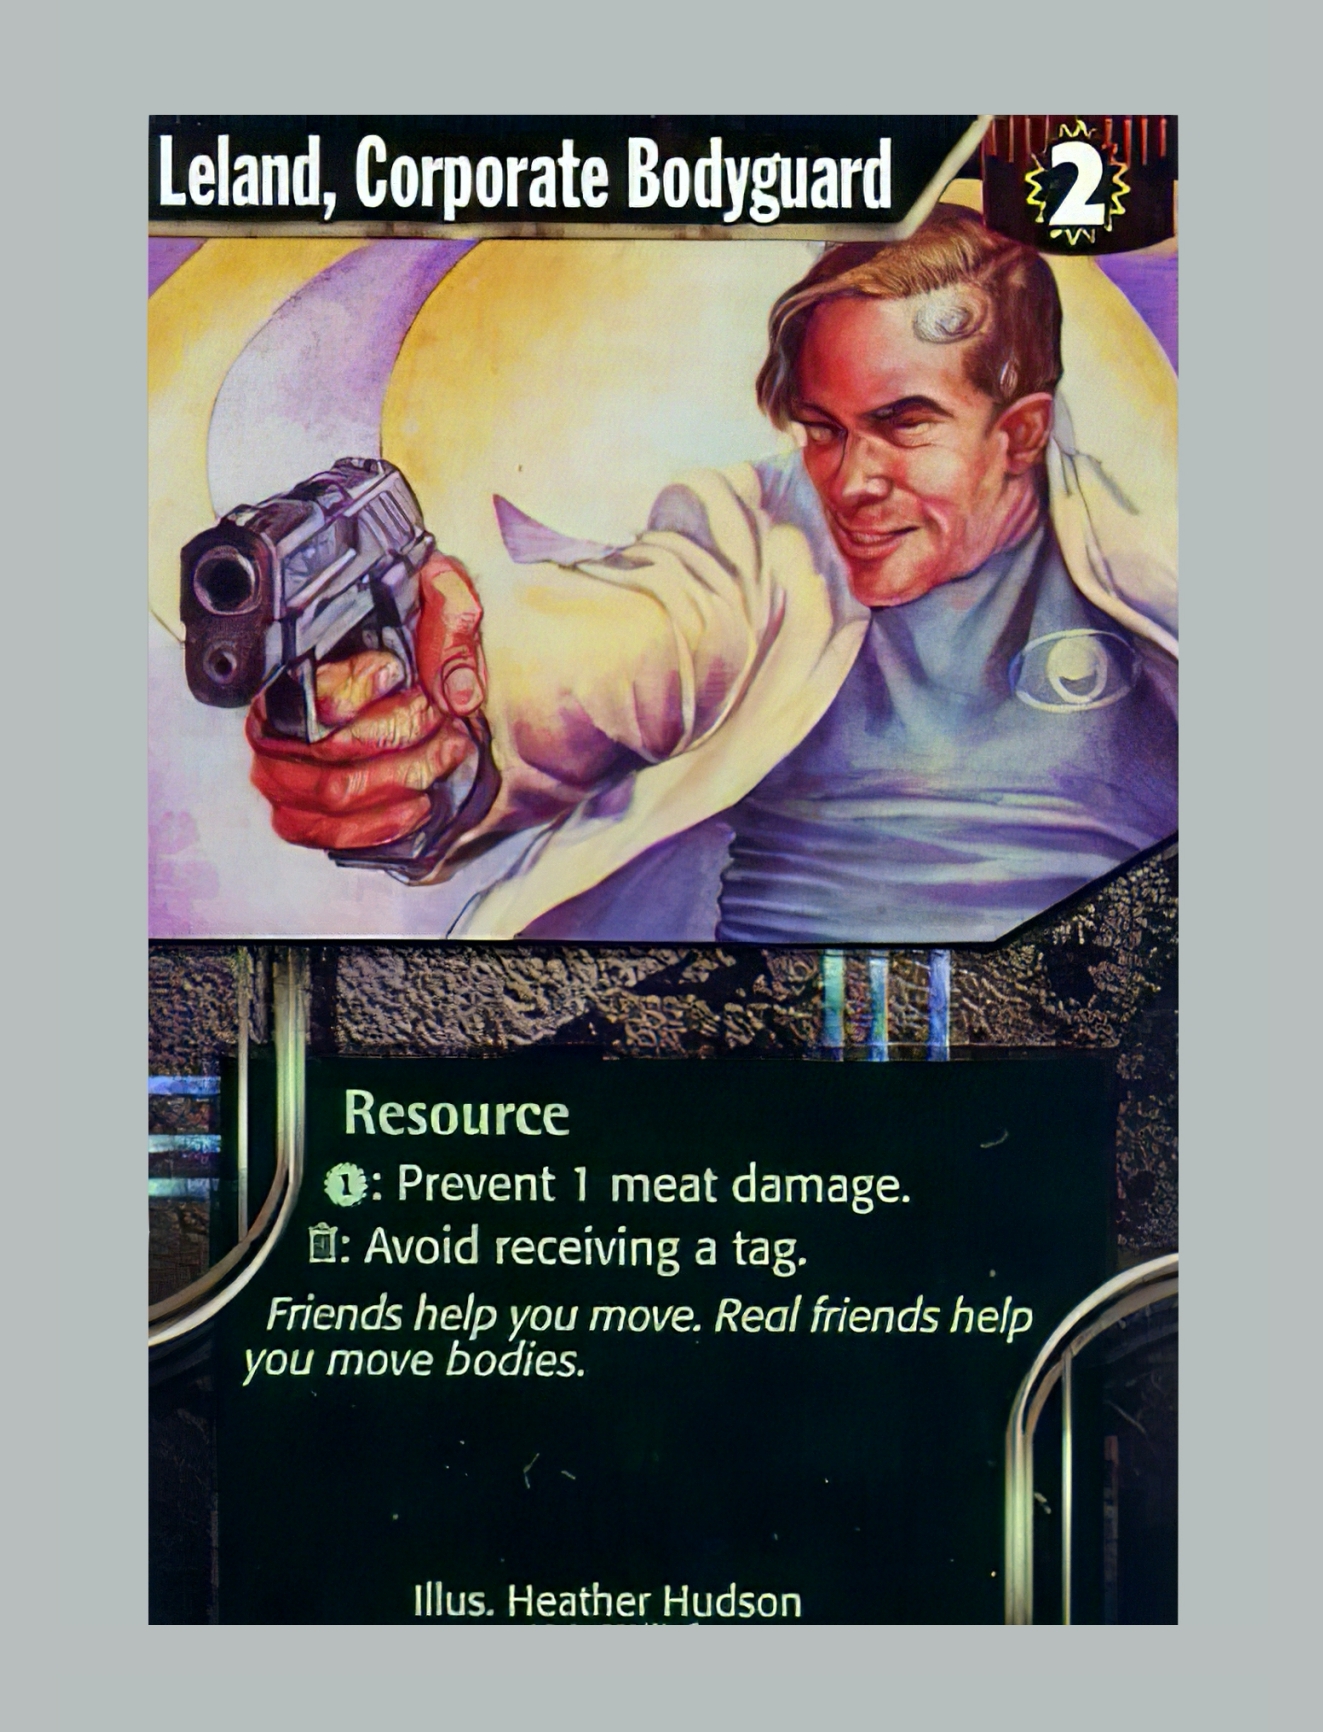 Leland, Corporate Bodyguard
2
Resource
1: Prevent 1 meat damage.
: Avoid receiving a tag.
Friends help you move. Real friends help
you move bodies.
Illus. Heather Hudson